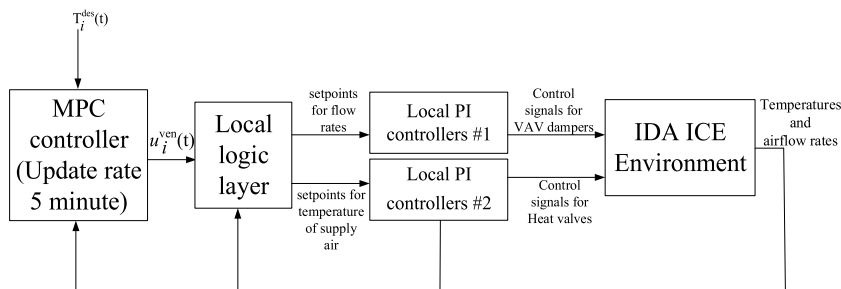 T_i^des(t)
MPC
controller
(Update rate
5 minute)
u_i^ven(t)
Local
logic
layer
setpoints
for flow
rates
setpoints for
temperature
of supply
air
Local PI
controllers #1
Local PI
controllers #2
Control
signals for
VAV dampers
Control
signals for
Heat valves
IDA ICE
Environment
Temperatures
and
airflow rates